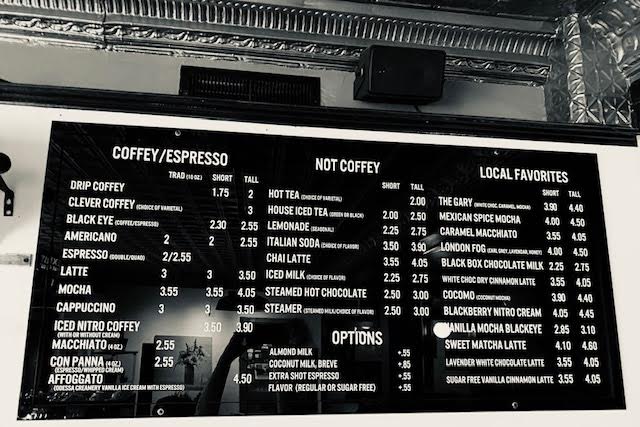 COFFEY/ESPRESSO
TRAD (10 OZ.) SHORT TALL
DRIP COFFEY 1.75 2
CLEVER COFFEY (CHOICE OF VARIETAL) 3
BLACK EYE (COFFEY/ESPRESSO) 2.30 2.55
AMERICANO 2 2 2.55
ESPRESSO (DOUBLE/QUAD) 2/2.55
LATTE 3 3 3.50
MOCHA 3.55 3.55 4.05
CAPPUCCINO 3 3 3.50
ICED NITRO COFFEY 3.50 3.90
(WITH OR WITHOUT CREAM)
MACCHIATO (4 OZ.) 2.55
CON PANNA (4 OZ.) 2.55
(ESPRESSO/WHIPPED CREAM)
AFFOGATTO 4.50
(ODESSA CREAMERY VANILLA ICE CREAM WITH ESPRESSO)
NOT COFFEY
SHORT TALL
HOT TEA (CHOICE OF VARIETAL) 2.00
HOUSE ICED TEA (GREEN OR BLACK) 2.00 2.50
LEMONADE (SEASONAL) 2.25 2.75
ITALIAN SODA (CHOICE OF FLAVOR) 3.50 3.90
CHAI LATTE 3.55 4.05
ICED MILK (CHOICE OF FLAVOR) 2.25 2.75
STEAMED HOT CHOCOLATE 2.50 3.00
STEAMER (STEAMED MILK/CHOICE OF FLAVOR) 2.50 3.00
OPTIONS
ALMOND MILK +.55
COCONUT MILK, BREVE +.85
EXTRA SHOT ESPRESSO +.55
FLAVOR (REGULAR OR SUGAR FREE) +.55
LOCAL FAVORITES
SHORT TALL
THE GARY (WHITE CHOC, CARAMEL, MOCHA) 3.90 4.40
MEXICAN SPICE MOCHA 4.00 4.50
CARAMEL MACCHIATO 3.55 4.05
LONDON FOG (EARL GREY, LAVENDAR, HONEY) 4.00 4.50
BLACK BOX CHOCOLATE MILK 2.25 2.75
WHITE CHOC DRY CINNAMON LATTE 3.55 4.05
COCOMO (COCONUT MOCHA) 3.90 4.40
BLACKBERRY NITRO CREAM 4.05 4.45
VANILLA MOCHA BLACKEYE 2.85 3.10
SWEET MATCHA LATTE 4.10 4.60
LAVENDER WHITE CHOCOLATE LATTE 3.55 4.05
SUGAR FREE VANILLA CINNAMON LATTE 3.55 4.05